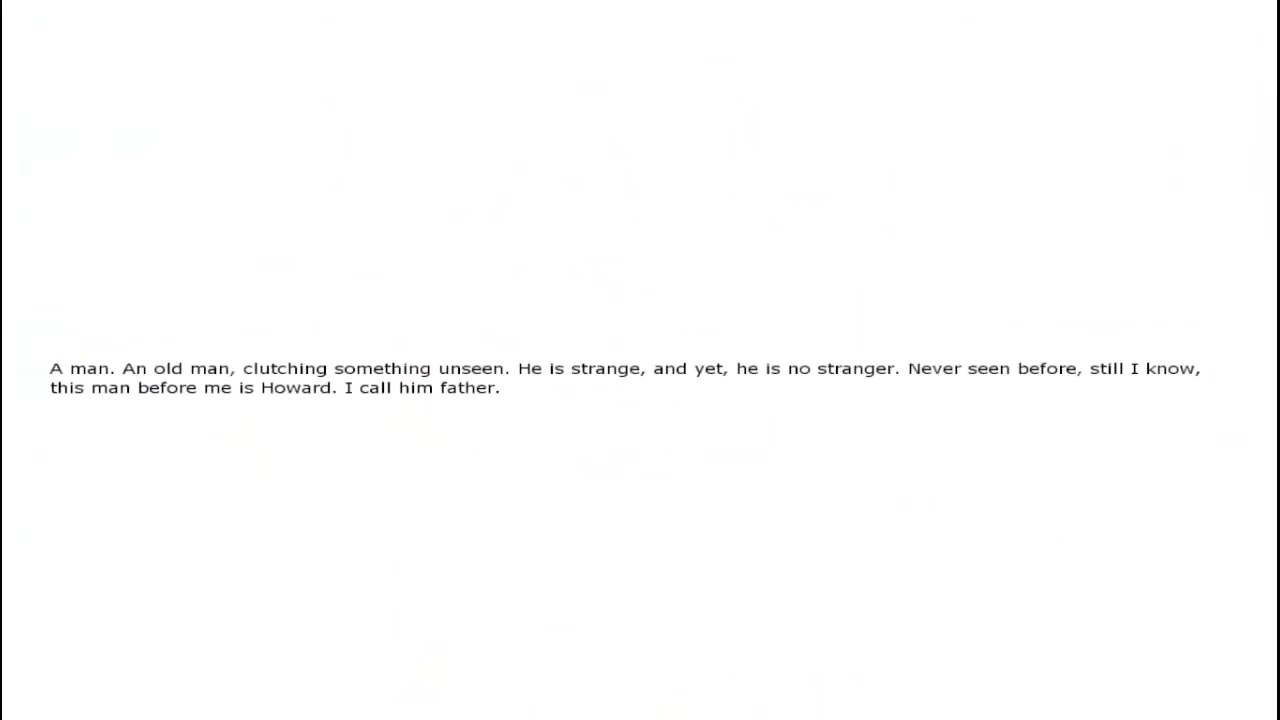 A man. An old man, clutching something unseen. He is strange, and yet, he is no stranger. Never seen before, still I know,
this man before me is Howard. I call him father.